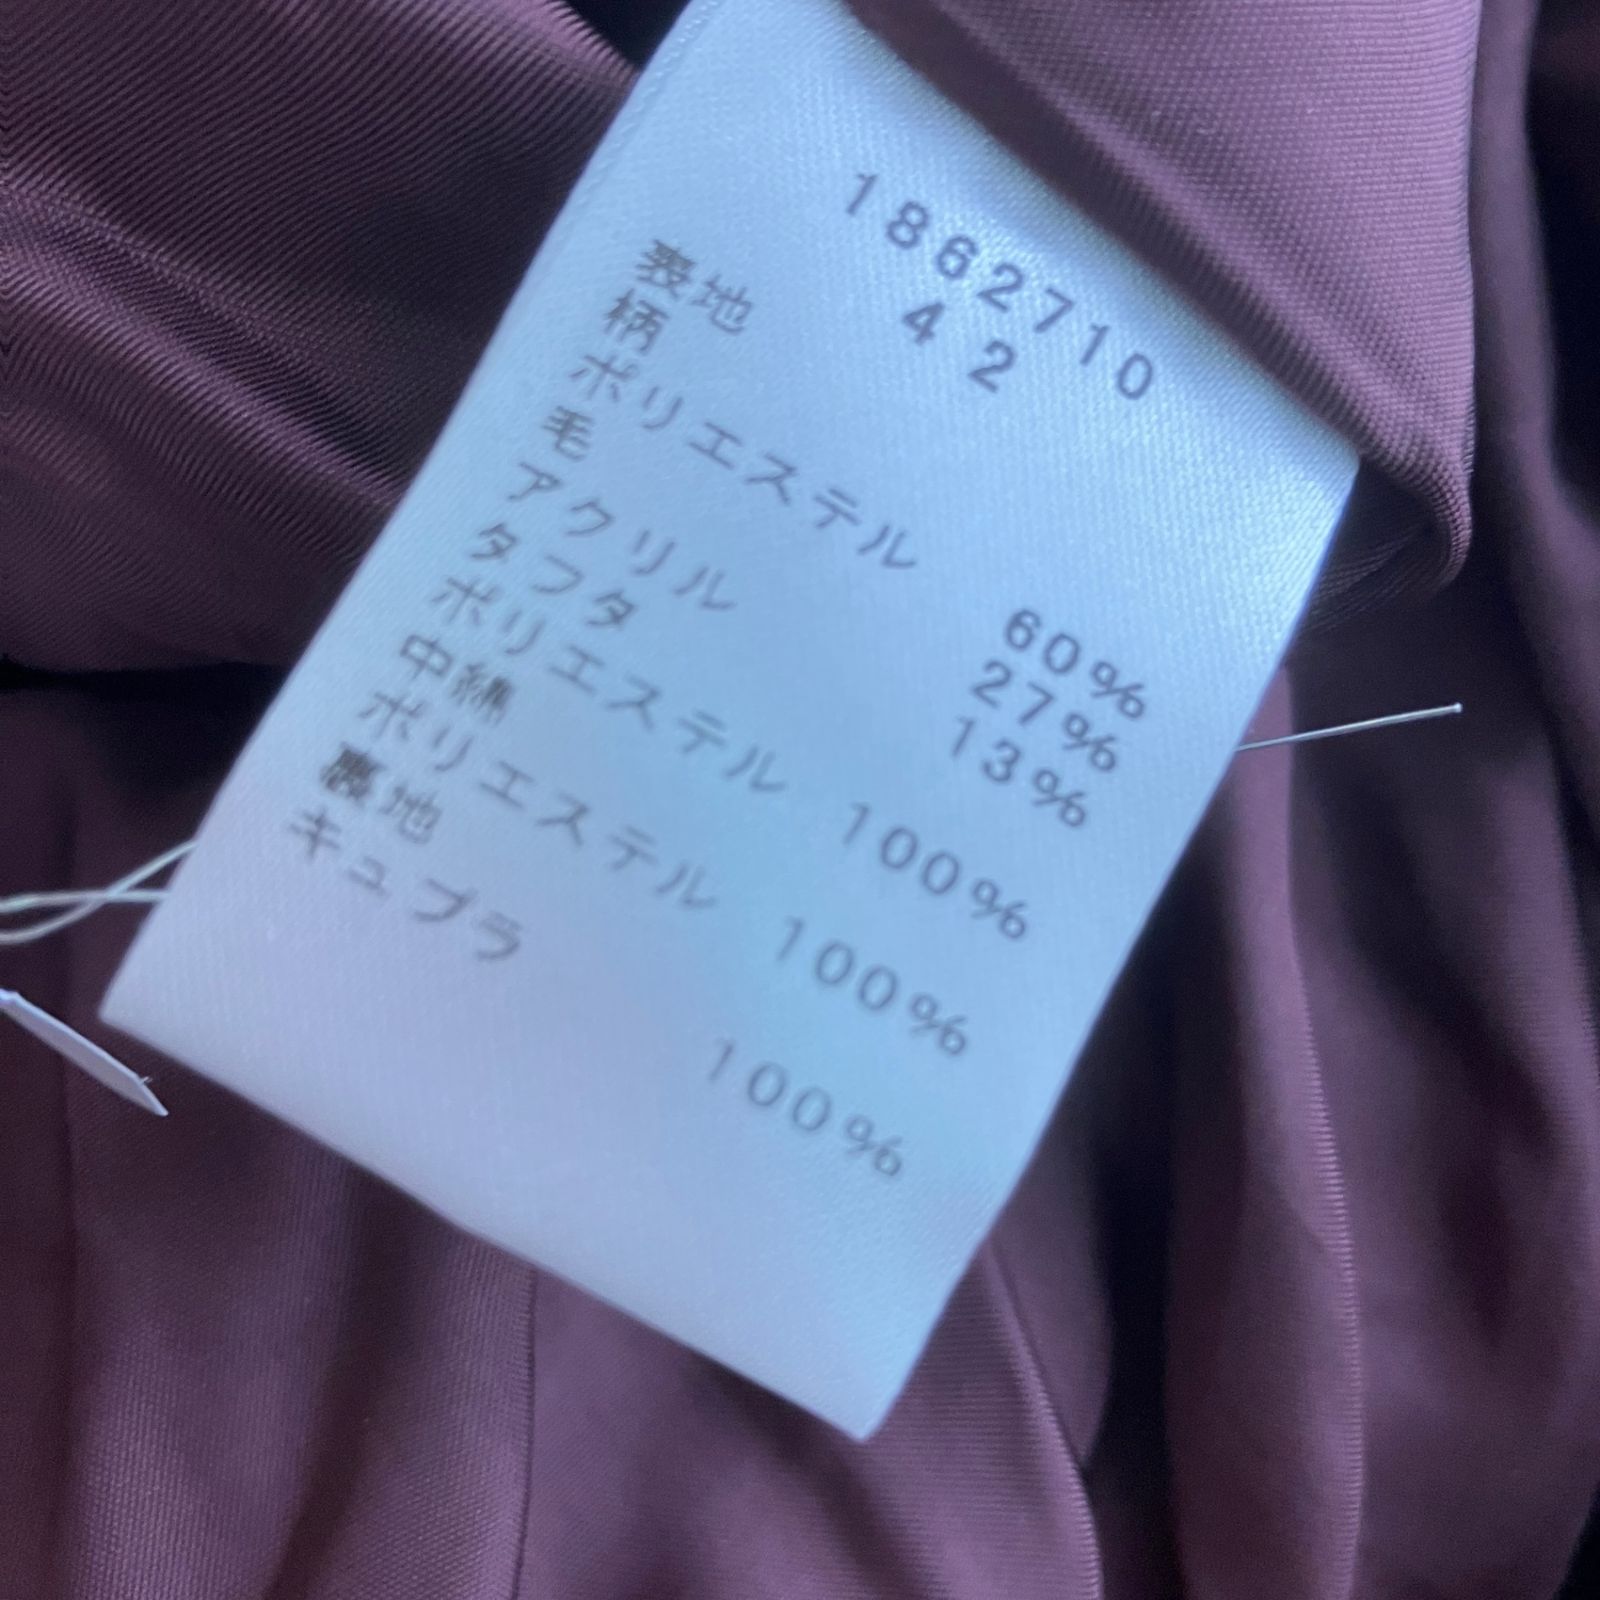 1862710
42
表地
柄
ポリエステル 60%
毛 27%
アクリル 13%
タフタ
ポリエステル 100%
中綿
ポリエステル 100%
裏地
キュプラ 100%